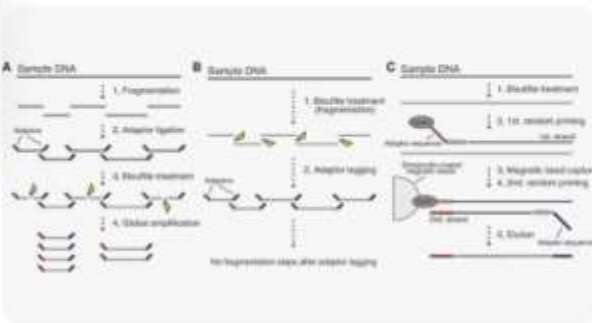 A Sample DNA
1. Fragmentation
Adaptors
2. Adaptor ligation
3. Bisulfite treatment
4. Global amplification
B Sample DNA
1. Bisulfite treatment
(fragmentation)
2. Adaptor tagging
Adaptors
No fragmentation steps after adaptor tagging
C Sample DNA
1. Bisulfite treatment
2. 1st. random priming
Adaptor sequence
1st. strand
3. Magnetic bead capture
4. 2nd. random priming
2nd. strand
5. Elution
Adaptor sequence